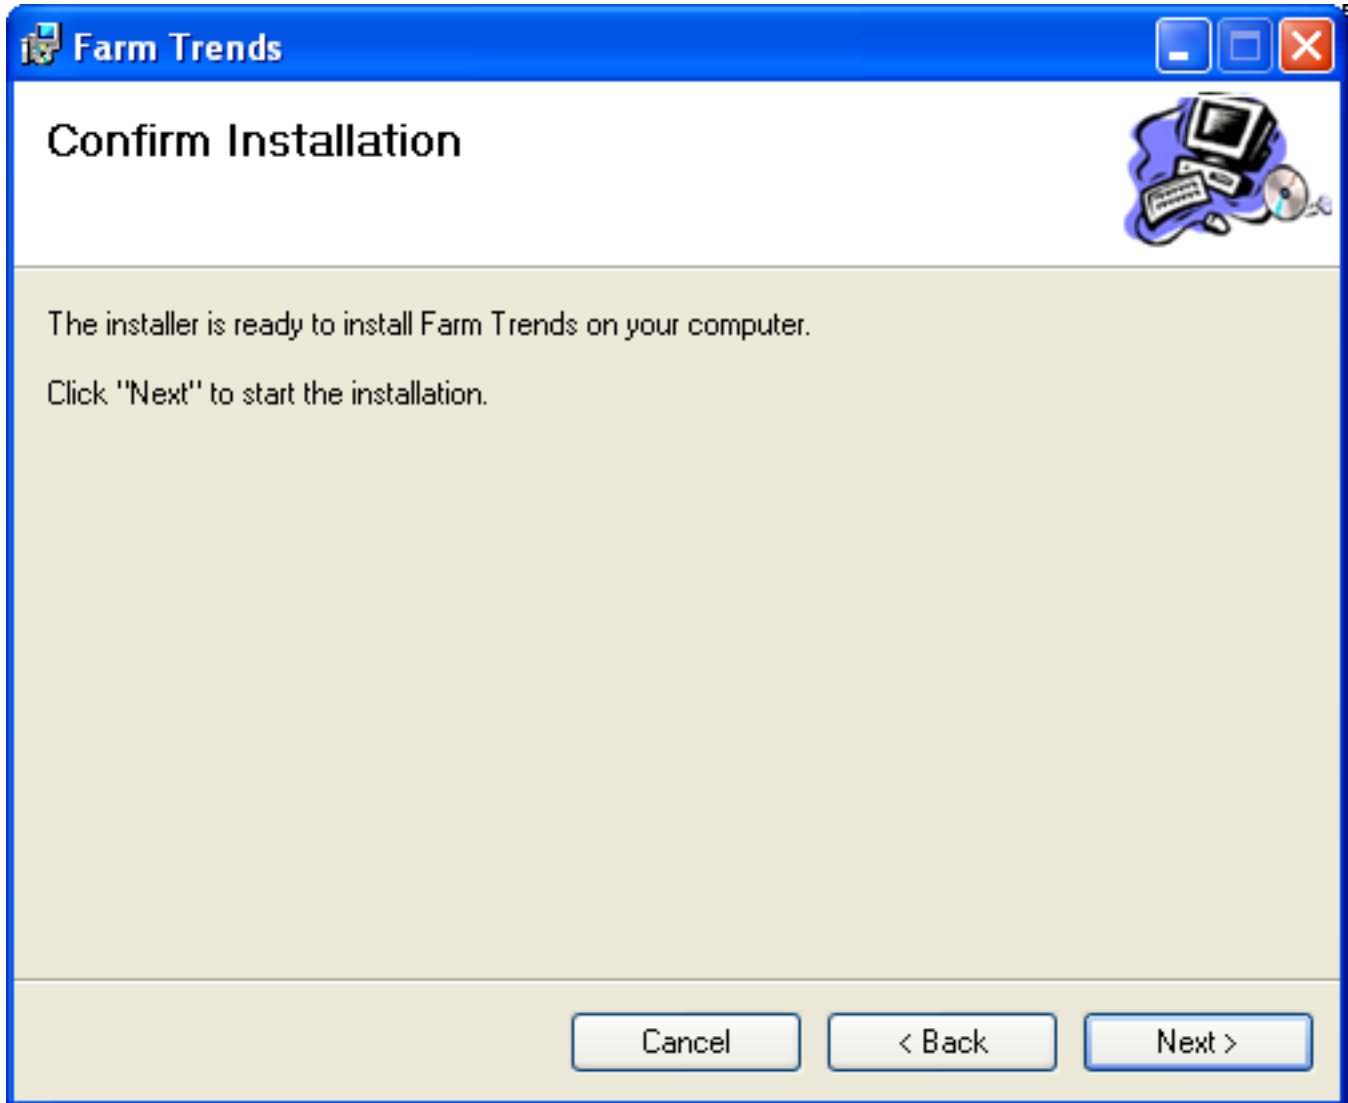 Farm Trends
Confirm Installation
The installer is ready to install Farm Trends on your computer.
Click "Next" to start the installation.
Cancel
< Back
Next >